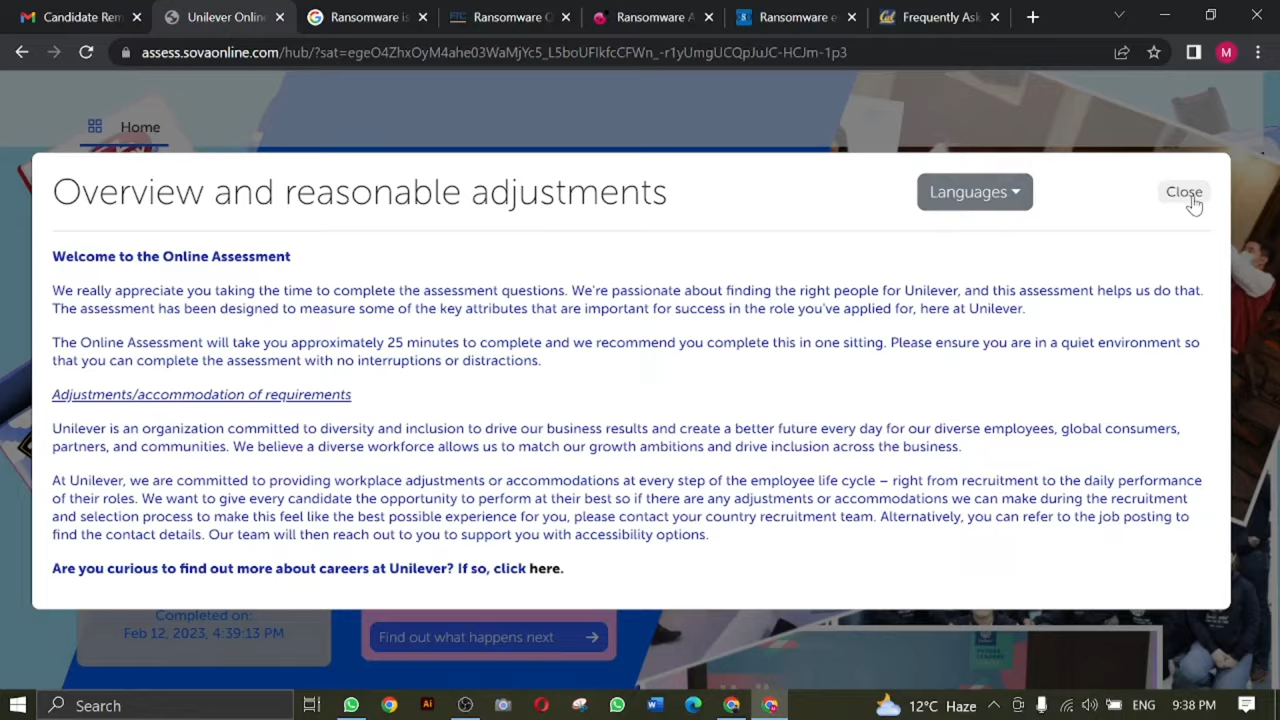 Candidate Rem
Unilever Onlin
Ransomware is
Ransomware O
Ransomware A
Ransomware e
Frequently Ask
assess.sovaonline.com/hub/?sat=egeO4ZhxOyM4ahe03WaMjYc5_L5boUFlkfcCFWn_-r1yUmgUCQpJuJC-HCJm-1p3
M
Home
Overview and reasonable adjustments
Languages
Close
Welcome to the Online Assessment
We really appreciate you taking the time to complete the assessment questions. We're passionate about finding the right people for Unilever, and this assessment helps us do that.
The assessment has been designed to measure some of the key attributes that are important for success in the role you've applied for, here at Unilever.
The Online Assessment will take you approximately 25 minutes to complete and we recommend you complete this in one sitting. Please ensure you are in a quiet environment so
that you can complete the assessment with no interruptions or distractions.
Adjustments/accommodation of requirements
Unilever is an organization committed to diversity and inclusion to drive our business results and create a better future every day for our diverse employees, global consumers,
partners, and communities. We believe a diverse workforce allows us to match our growth ambitions and drive inclusion across the business.
At Unilever, we are committed to providing workplace adjustments or accommodations at every step of the employee life cycle – right from recruitment to the daily performance
of their roles. We want to give every candidate the opportunity to perform at their best so if there are any adjustments or accommodations we can make during the recruitment
and selection process to make this feel like the best possible experience for you, please contact your country recruitment team. Alternatively, you can refer to the job posting to
find the contact details. Our team will then reach out to you to support you with accessibility options.
Are you curious to find out more about careers at Unilever? If so, click here.
Completed on:
Feb 12, 2023, 4:39:13 PM
Find out what happens next
Search
12°C Haze
9:38 PM